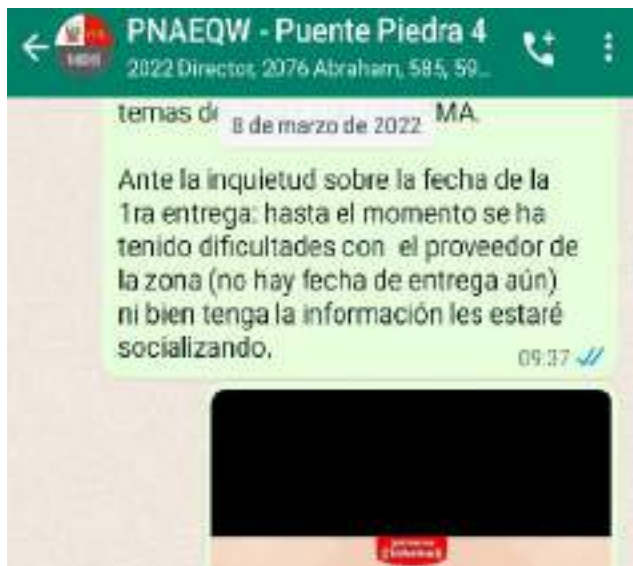 PNAEQW - Puente Piedra 4
2022 Director, 2076 Abraham, 585, 59...
temas de MA.
8 de marzo de 2022
Ante la inquietud sobre la fecha de la
1ra entrega: hasta el momento se ha
tenido dificultades con el proveedor de
la zona (no hay fecha de entrega aún)
ni bien tenga la información les estaré
socializando.
09:37